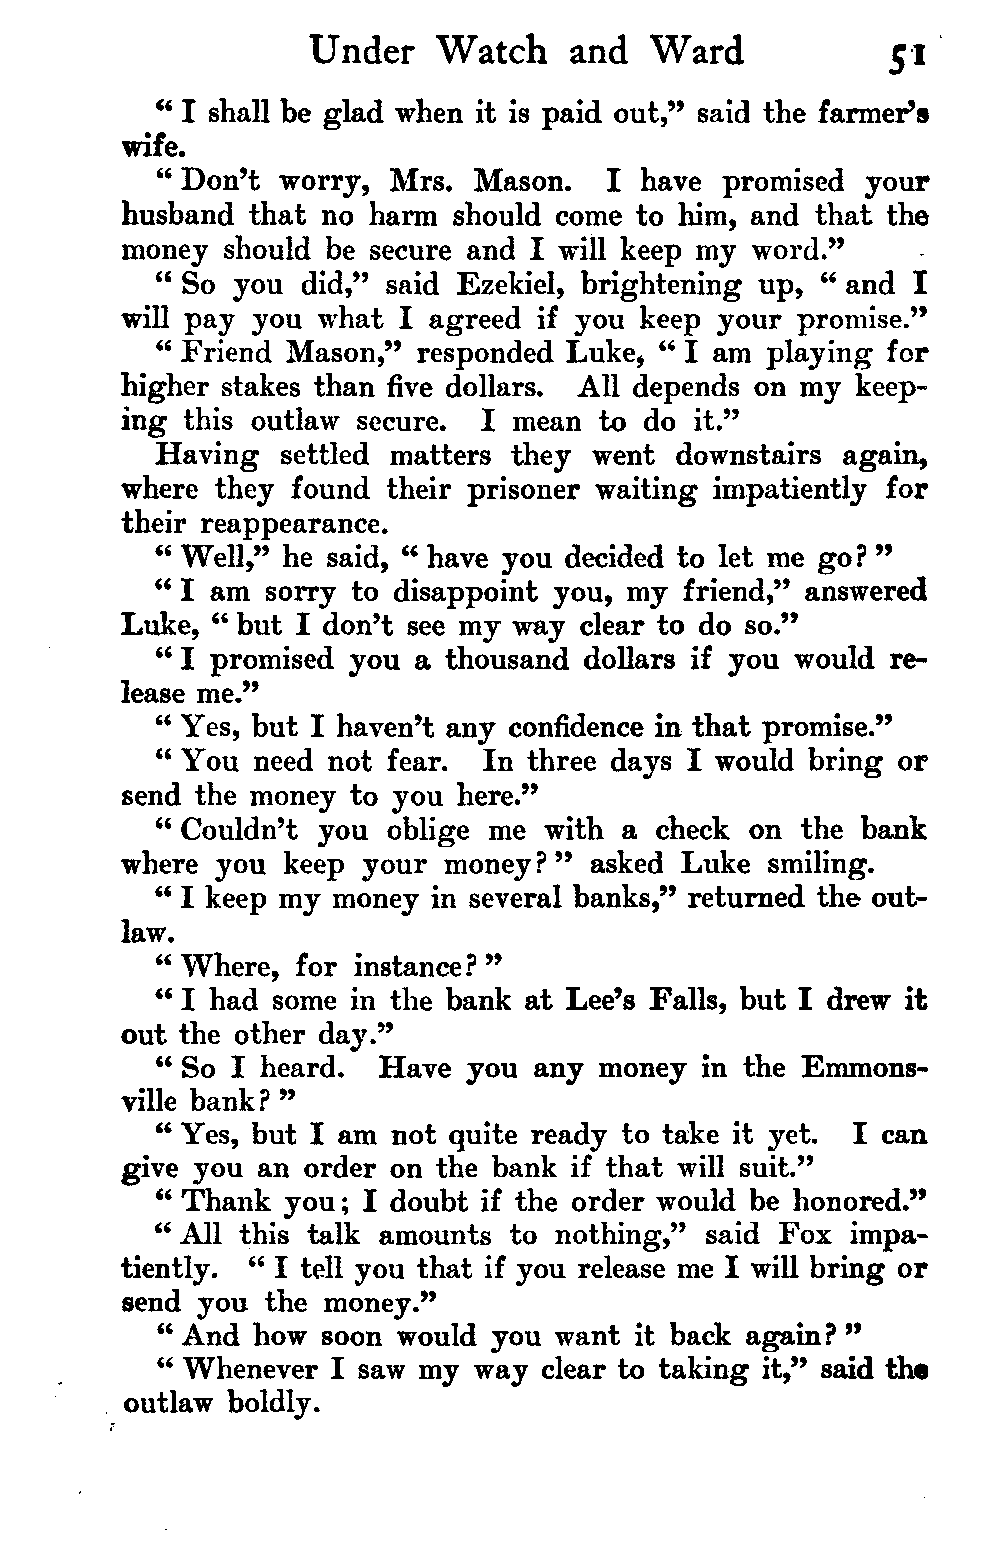 Under Watch and Ward 51
“ I shall be glad when it is paid out,” said the farmer’s
wife.
“ Don’t worry, Mrs. Mason. I have promised your
husband that no harm should come to him, and that the
money should be secure and I will keep my word.”
“ So you did,” said Ezekiel, brightening up, “ and I
will pay you what I agreed if you keep your promise.”
“ Friend Mason,” responded Luke, “ I am playing for
higher stakes than five dollars. All depends on my keep-
ing this outlaw secure. I mean to do it.”
Having settled matters they went downstairs again,
where they found their prisoner waiting impatiently for
their reappearance.
“ Well,” he said, “ have you decided to let me go? ”
“ I am sorry to disappoint you, my friend,” answered
Luke, “ but I don’t see my way clear to do so.”
“ I promised you a thousand dollars if you would re-
lease me.”
“ Yes, but I haven’t any confidence in that promise.”
“ You need not fear. In three days I would bring or
send the money to you here.”
“ Couldn’t you oblige me with a check on the bank
where you keep your money? ” asked Luke smiling.
“ I keep my money in several banks,” returned the out-
law.
“ Where, for instance? ”
“ I had some in the bank at Lee’s Falls, but I drew it
out the other day.”
“ So I heard. Have you any money in the Emmons-
ville bank? ”
“ Yes, but I am not quite ready to take it yet. I can
give you an order on the bank if that will suit.”
“ Thank you; I doubt if the order would be honored.”
“ All this talk amounts to nothing,” said Fox impa-
tiently. “ I tell you that if you release me I will bring or
send you the money.”
“ And how soon would you want it back again? ”
“ Whenever I saw my way clear to taking it,” said the
outlaw boldly.